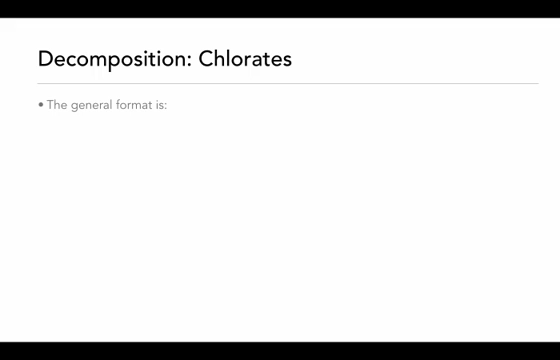 Decomposition: Chlorates
• The general format is: